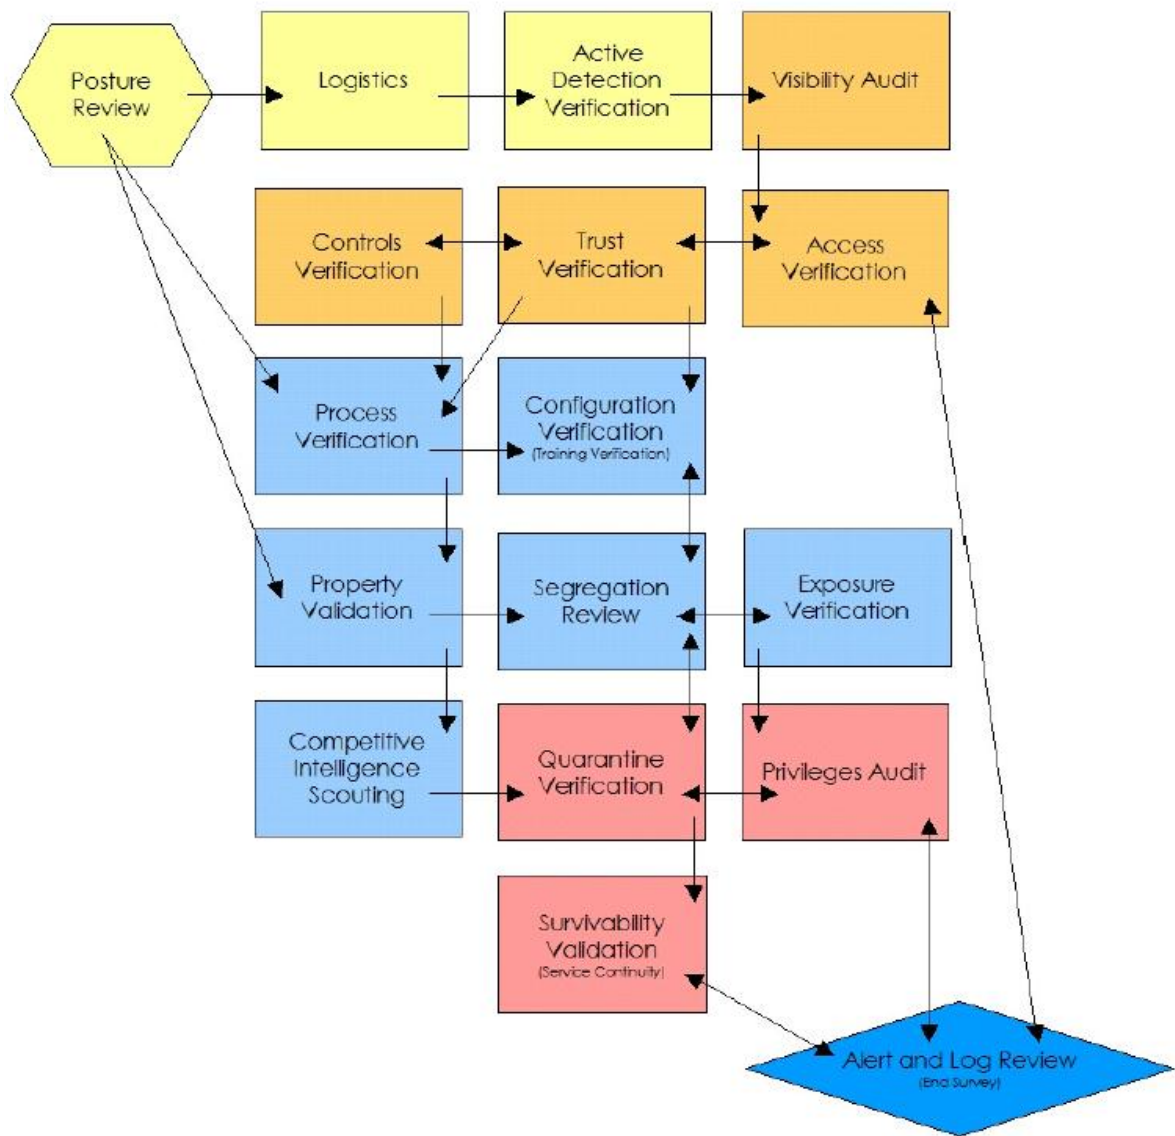 Posture
Review
Logistics
Active
Detection
Verification
Visibility Audit
Controls
Verification
Trust
Verification
Access
Verification
Process
Verification
Configuration
Verification
(Training Verification)
Property
Validation
Segregation
Review
Exposure
Verification
Competitive
Intelligence
Scouting
Quarantine
Verification
Privileges Audit
Survivability
Validation
(Service Continuity)
Alert and Log Review
(End Survey)